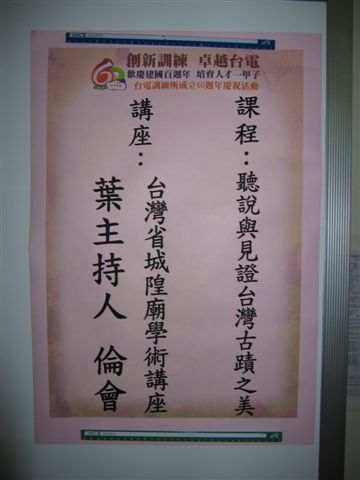 創新訓練 卓越台電
歡慶建國百週年 培育人才一甲子
台電訓練所成立60週年慶祝活動
課程：聽說與見證台灣古蹟之美
講座：
台灣省城隍廟學術講座
葉主持人 倫會